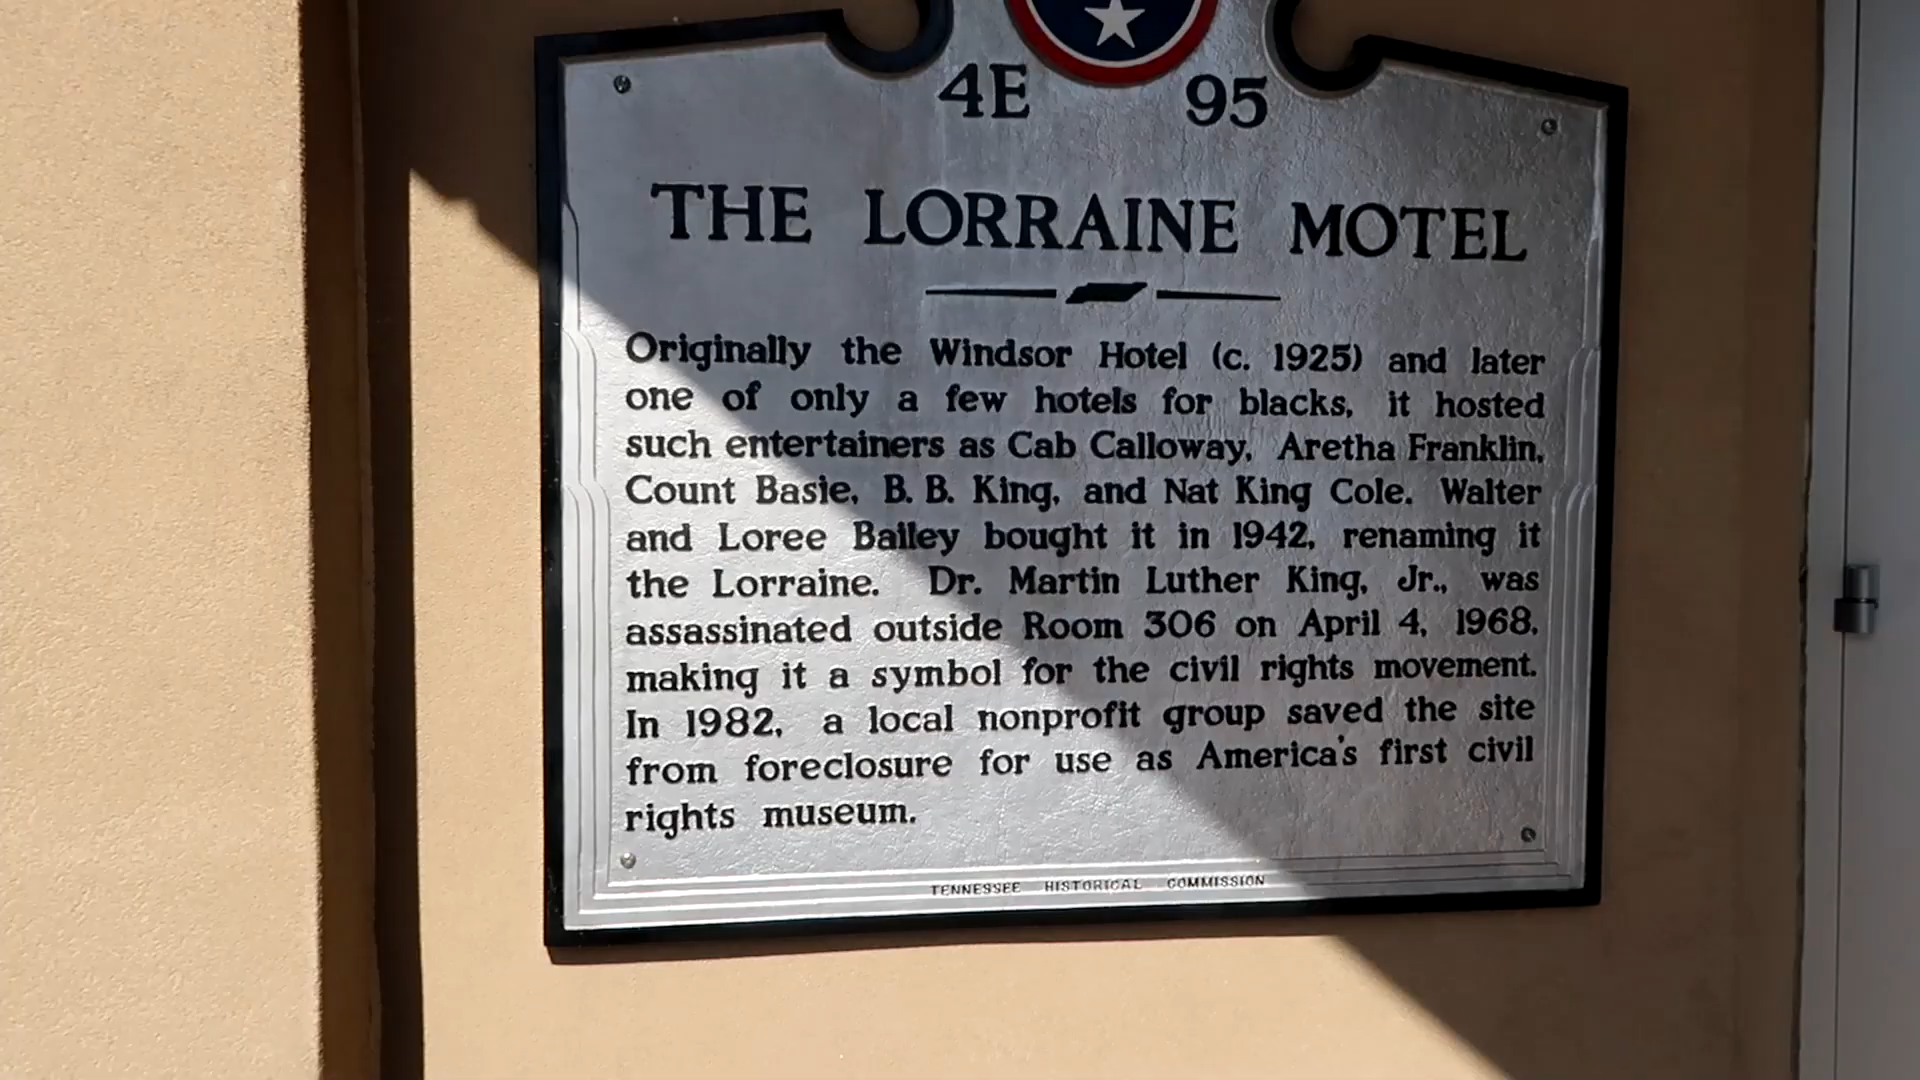 4E 95
THE LORRAINE MOTEL
Originally the Windsor Hotel (c. 1925) and later
one of only a few hotels for blacks, it hosted
such entertainers as Cab Calloway, Aretha Franklin,
Count Basie, B. B. King, and Nat King Cole. Walter
and Loree Bailey bought it in 1942, renaming it
the Lorraine. Dr. Martin Luther King, Jr., was
assassinated outside Room 306 on April 4, 1968,
making it a symbol for the civil rights movement.
In 1982, a local nonprofit group saved the site
from foreclosure for use as America's first civil
rights museum.
TENNESSEE HISTORICAL COMMISSION